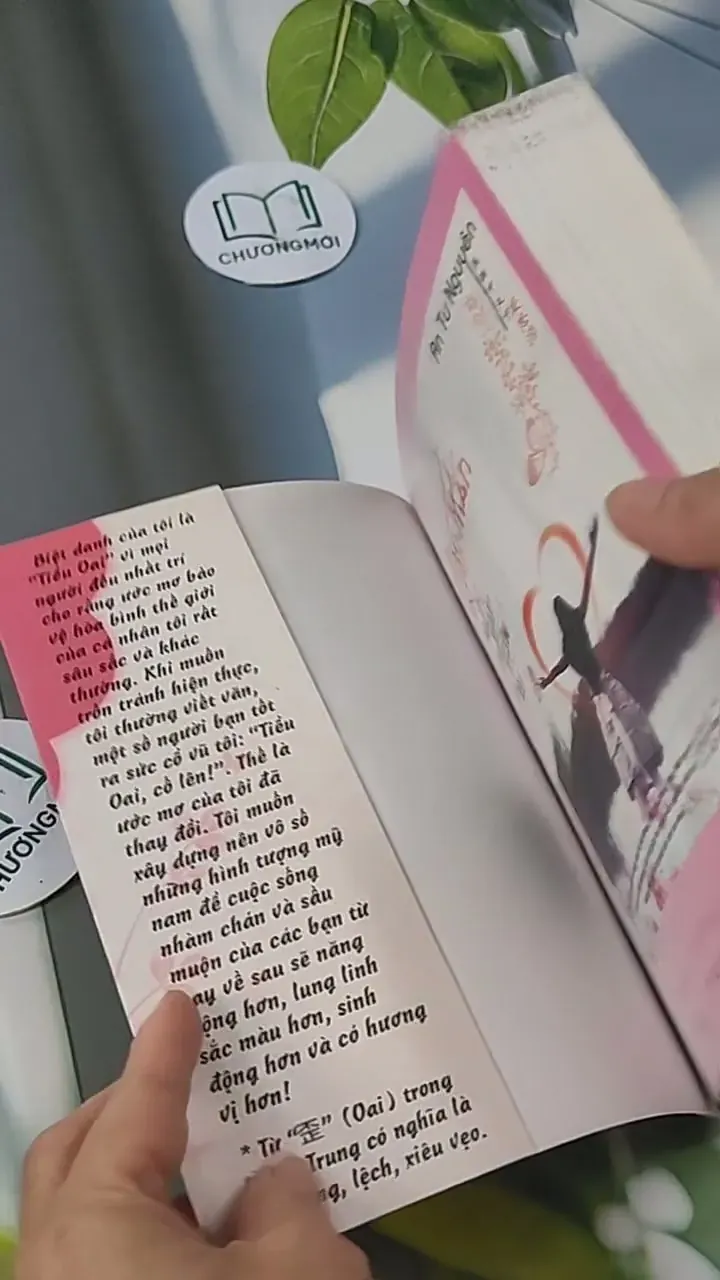 CHƯƠNGMỚI
An Tư Nguyên
Biệt danh của tôi là
"Tiểu Oai" vì mọi
người đều nhất trí
cho rằng ước mơ bảo
vệ hòa bình thế giới
của cá nhân tôi rất
sâu sắc và khác
thường. Khi muốn
trốn tránh hiện thực,
tôi thường viết văn,
một số người bạn tốt
ra sức cổ vũ tôi: "Tiểu
Oai, cố lên!". Thế là
ước mơ của tôi đã
thay đổi. Tôi muốn
xây dựng nên vô số
những hình tượng mỹ
nam để cuộc sống
nhàm chán và sầu
muộn của các bạn từ
ay về sau sẽ năng
ộng hơn, lung linh
sắc màu hơn, sinh
động hơn và có hương
vị hơn!
* Từ "歪" (Oai) trong
Trung có nghĩa là
ng, lệch, xiêu vẹo.
HƯƠNGM